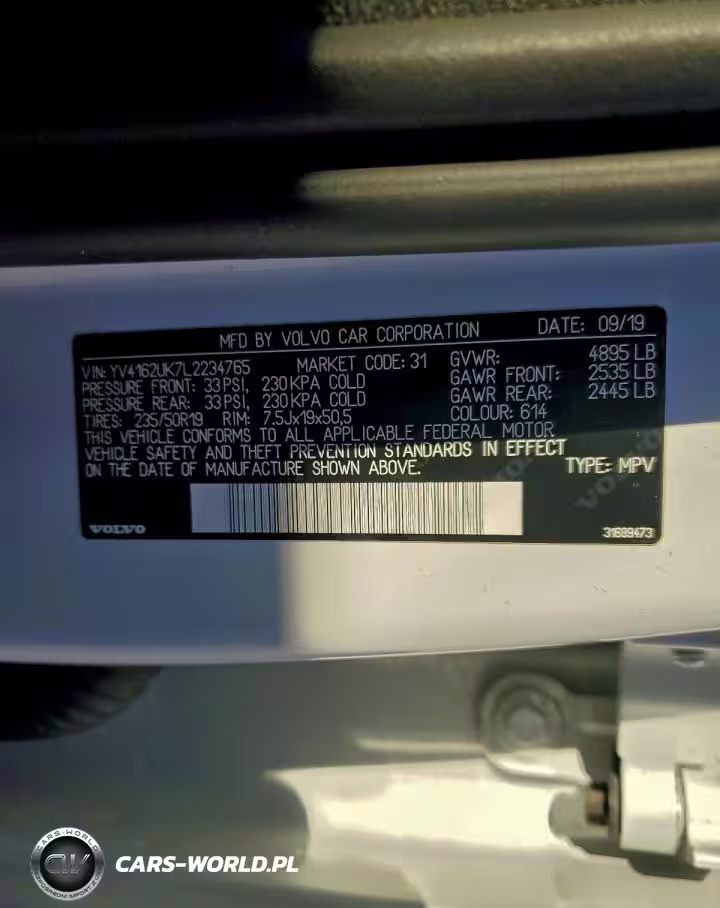 MFD BY VOLVO CAR CORPORATION DATE: 09/19
VIN: YV4162UK7L2234765 MARKET CODE: 31 GVWR: 4895 LB
PRESSURE FRONT: 33 PSI, 230 KPA COLD GAWR FRONT: 2535 LB
PRESSURE REAR: 33 PSI, 230 KPA COLD GAWR REAR: 2445 LB
TIRES: 235/50R19 RIM: 7.5Jx19x50,5 COLOUR: 614
THIS VEHICLE CONFORMS TO ALL APPLICABLE FEDERAL MOTOR
VEHICLE SAFETY AND THEFT PREVENTION STANDARDS IN EFFECT
ON THE DATE OF MANUFACTURE SHOWN ABOVE. TYPE: MPV
VOLVO 31689473
CARS-WORLD
CW
CARS-WORLD.PL